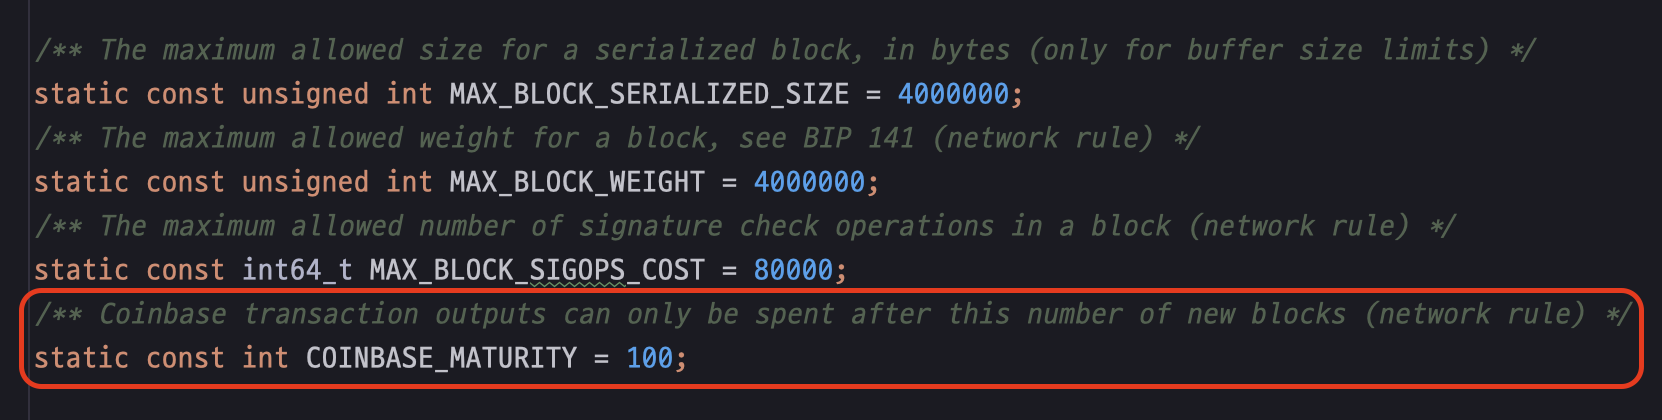 /** The maximum allowed size for a serialized block, in bytes (only for buffer size limits) */
static const unsigned int MAX_BLOCK_SERIALIZED_SIZE = 4000000;
/** The maximum allowed weight for a block, see BIP 141 (network rule) */
static const unsigned int MAX_BLOCK_WEIGHT = 4000000;
/** The maximum allowed number of signature check operations in a block (network rule) */
static const int64_t MAX_BLOCK_SIGOPS_COST = 80000;
/** Coinbase transaction outputs can only be spent after this number of new blocks (network rule) */
static const int COINBASE_MATURITY = 100;